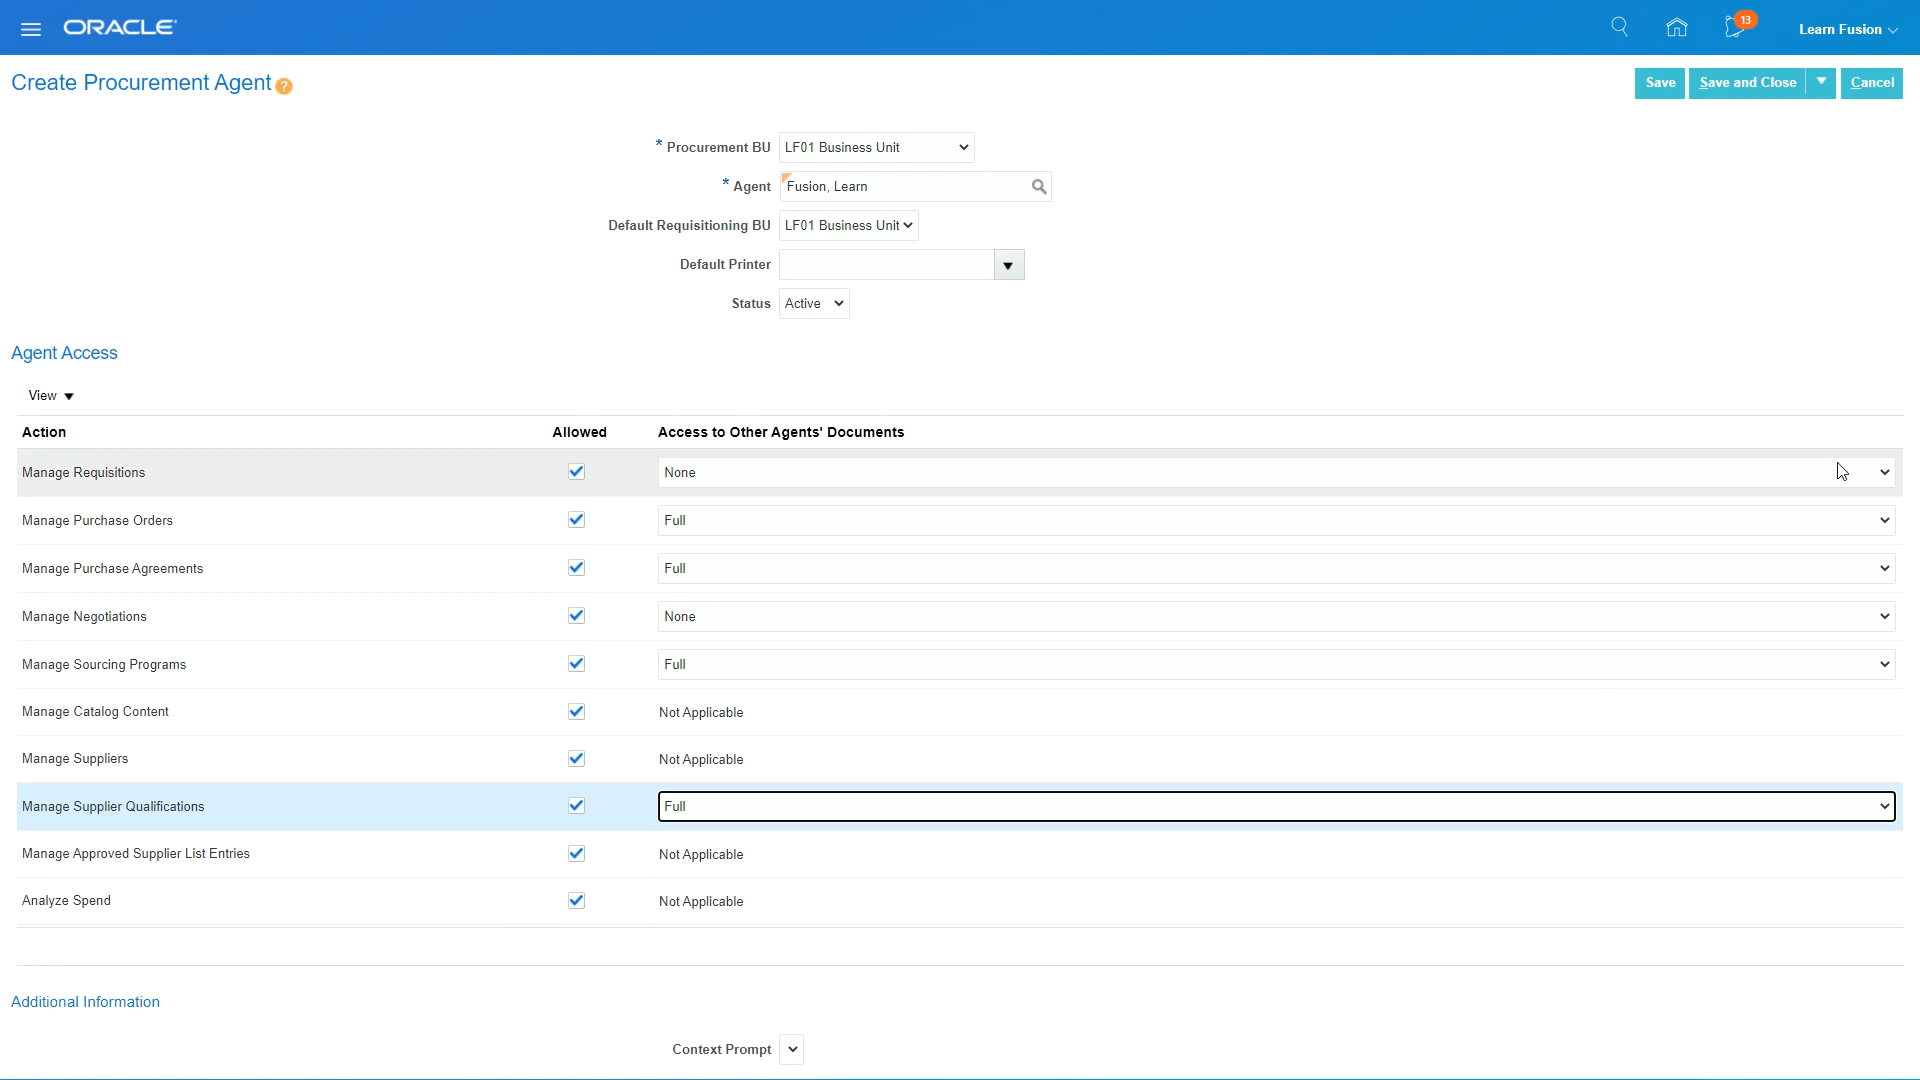 ORACLE
13
Learn Fusion
Create Procurement Agent ?
Save
Save and Close
Cancel
* Procurement BU LF01 Business Unit
* Agent Fusion, Learn
Default Requisitioning BU LF01 Business Unit
Default Printer
Status Active
Agent Access
View
Action Allowed Access to Other Agents' Documents
Manage Requisitions None
Manage Purchase Orders Full
Manage Purchase Agreements Full
Manage Negotiations None
Manage Sourcing Programs Full
Manage Catalog Content Not Applicable
Manage Suppliers Not Applicable
Manage Supplier Qualifications Full
Manage Approved Supplier List Entries Not Applicable
Analyze Spend Not Applicable
Additional Information
Context Prompt